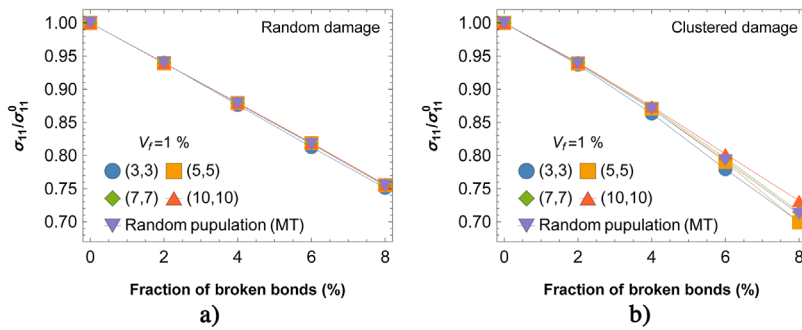 1.00
0.95
0.90
0.85
0.80
0.75
0.70
σ11/σ⁰11
Random damage
Vf=1 %
(3,3) (5,5)
(7,7) (10,10)
Random pupulation (MT)
0 2 4 6 8
Fraction of broken bonds (%)
a)
1.00
0.95
0.90
0.85
0.80
0.75
0.70
σ11/σ⁰11
Clustered damage
Vf=1 %
(3,3) (5,5)
(7,7) (10,10)
Random pupulation (MT)
0 2 4 6 8
Fraction of broken bonds (%)
b)